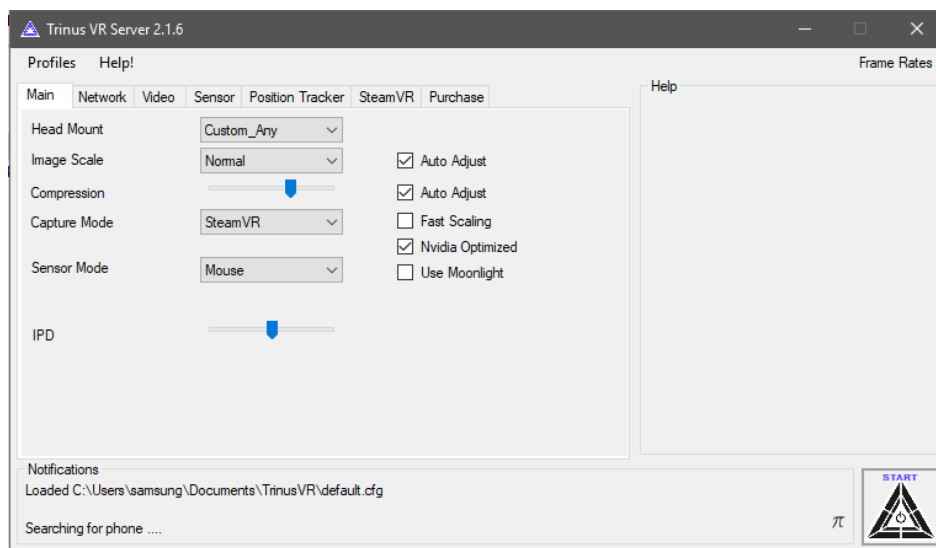 Trinus VR Server 2.1.6
Profiles Help! Frame Rates
Main Network Video Sensor Position Tracker SteamVR Purchase
Help
Head Mount Custom_Any
Image Scale Normal Auto Adjust
Compression Auto Adjust
Capture Mode SteamVR Fast Scaling
Nvidia Optimized
Sensor Mode Mouse Use Moonlight
IPD
Notifications
Loaded C:\Users\samsung\Documents\TrinusVR\default.cfg
START
Searching for phone ....
π